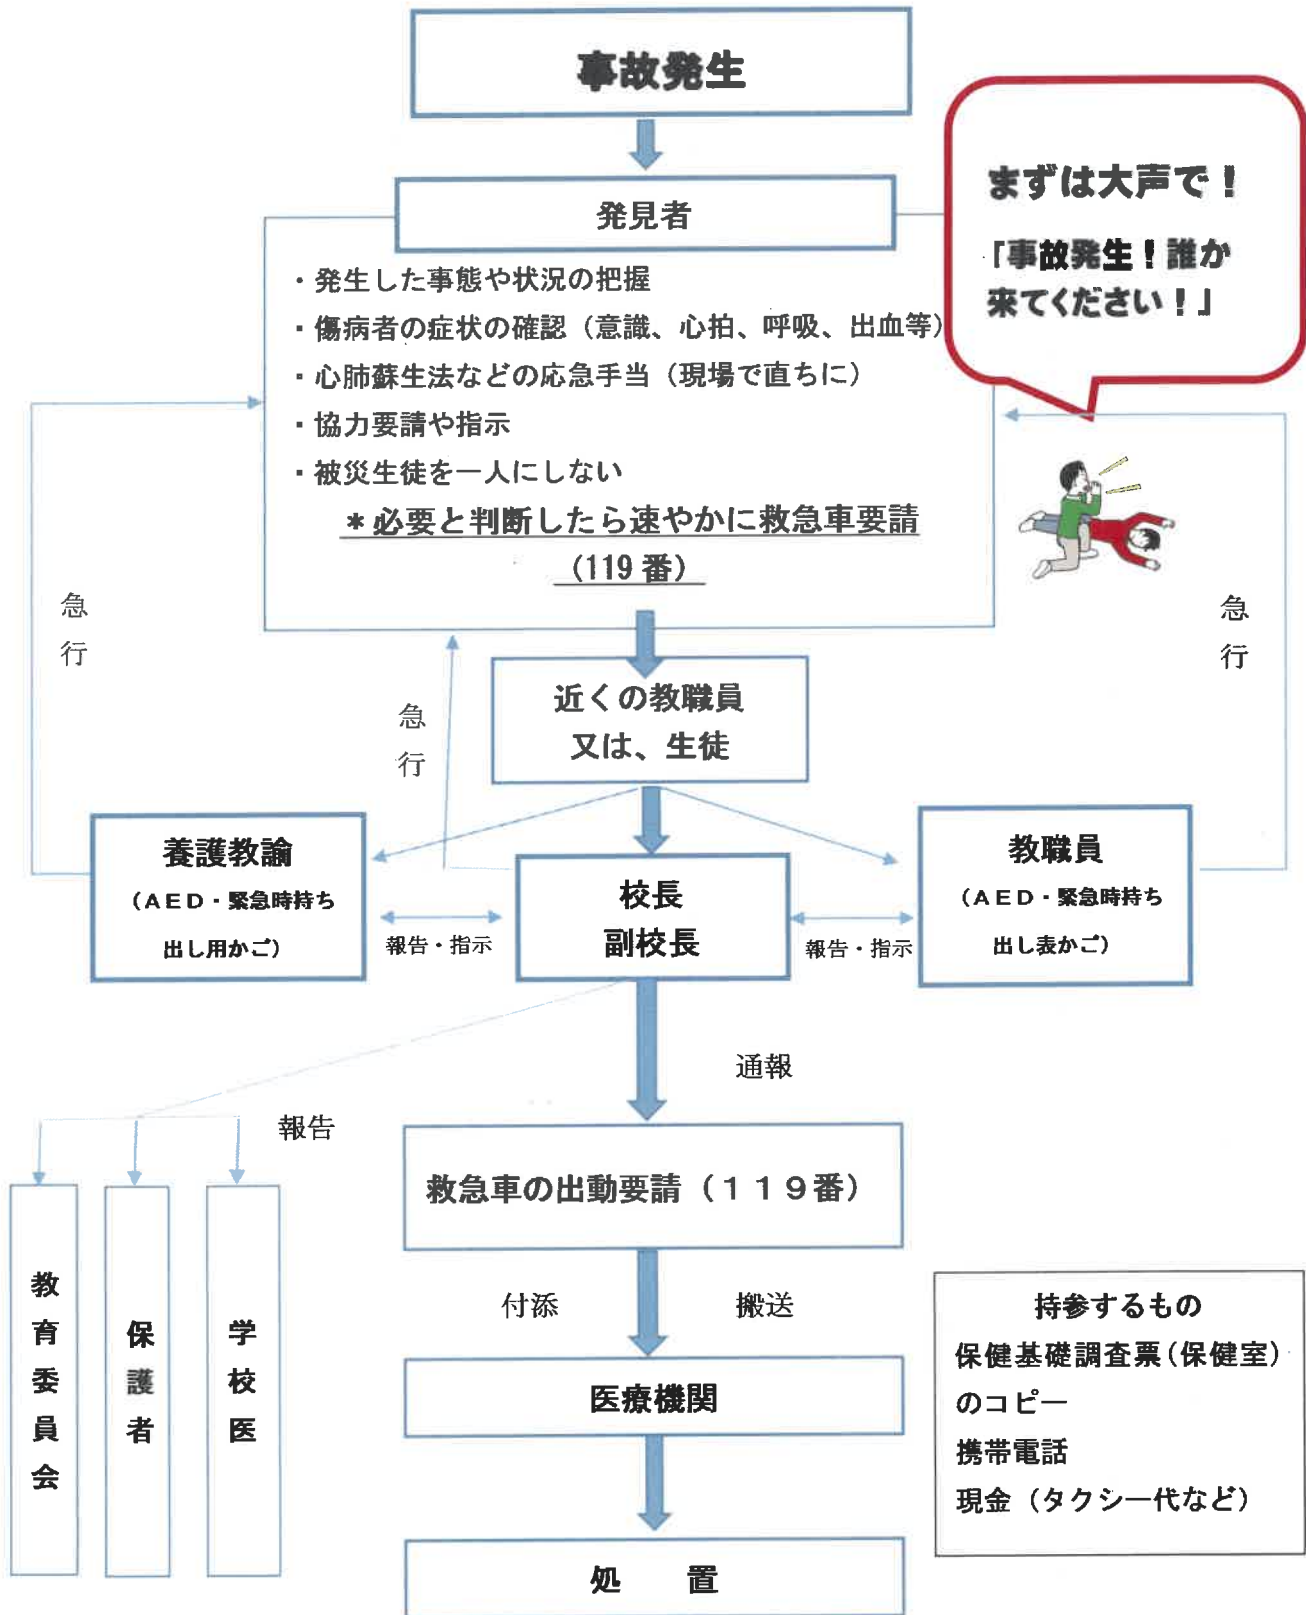 事故発生
まずは大声で！
「事故発生！誰か
来てください！」
発見者
・発生した事態や状況の把握
・傷病者の症状の確認（意識、心拍、呼吸、出血等）
・心肺蘇生法などの応急手当（現場で直ちに）
・協力要請や指示
・被災生徒を一人にしない
＊必要と判断したら速やかに救急車要請
（119 番）
急行
急行
急行
近くの教職員
又は、生徒
養護教諭
（ＡＥＤ・緊急時持ち
出し用かご）
報告・指示
校長
副校長
報告・指示
教職員
（ＡＥＤ・緊急時持ち
出し表かご）
通報
報告
教育委員会
保護者
学校医
救急車の出動要請（１１９番）
付添
搬送
医療機関
処　置
持参するもの
保健基礎調査票（保健室）
のコピー
携帯電話
現金（タクシー代など）